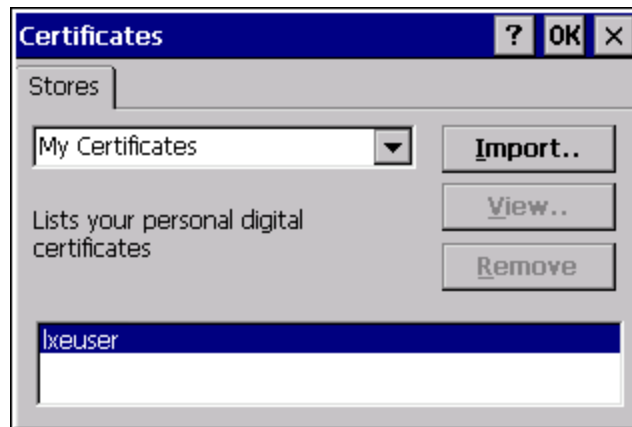 Certificates ? OK ×
Stores
My Certificates
Import..
Lists your personal digital
certificates
View..
Remove
lxeuser